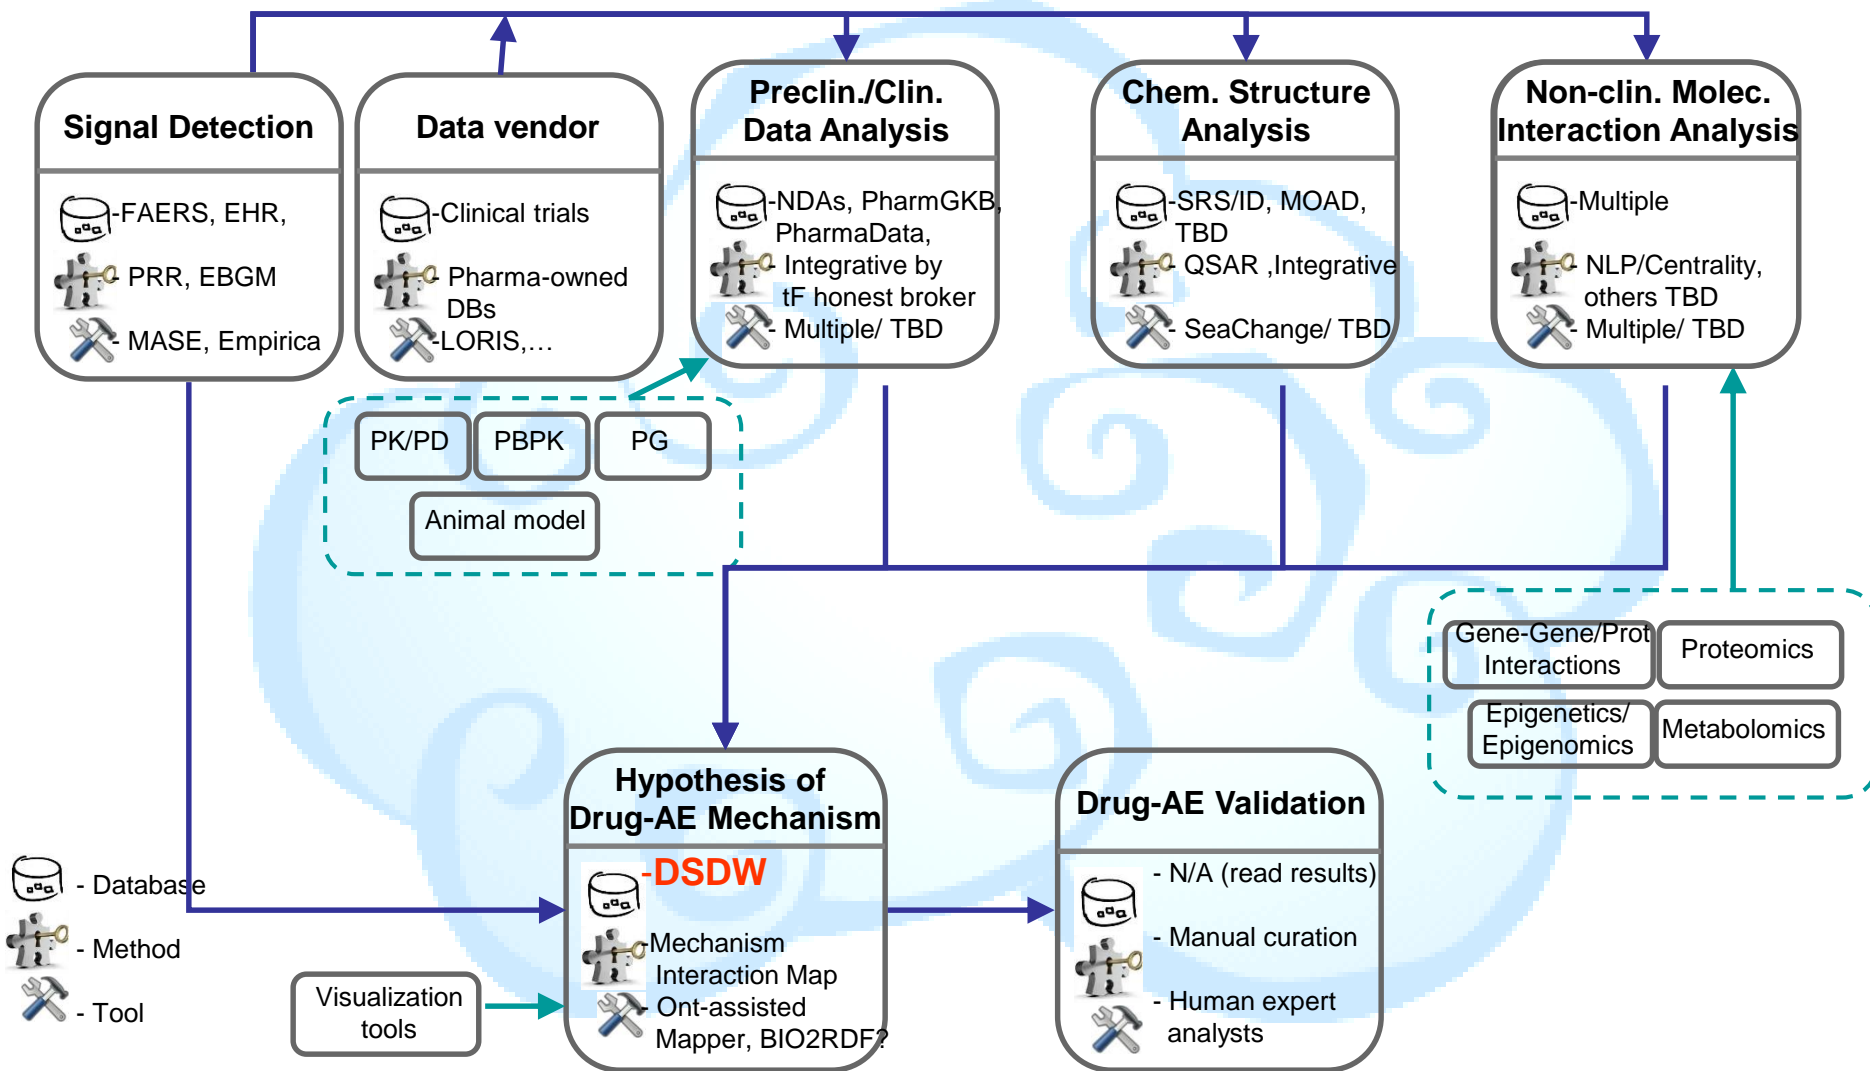 Signal Detection
-FAERS, EHR,
- PRR, EBGM
- MASE, Empirica
Data vendor
-Clinical trials
- Pharma-owned
DBs
-LORIS,…
Preclin./Clin.
Data Analysis
-NDAs, PharmGKB,
PharmaData,
- Integrative by
tF honest broker
- Multiple/ TBD
Chem. Structure
Analysis
-SRS/ID, MOAD,
TBD
- QSAR ,Integrative
- SeaChange/ TBD
Non-clin. Molec.
Interaction Analysis
-Multiple
- NLP/Centrality,
others TBD
- Multiple/ TBD
PK/PD
PBPK
PG
Animal model
Gene-Gene/Prot
Interactions
Proteomics
Epigenetics/
Epigenomics
Metabolomics
Hypothesis of
Drug-AE Mechanism
-DSDW
-Mechanism
Interaction Map
- Ont-assisted
Mapper, BIO2RDF?
Drug-AE Validation
- N/A (read results)
- Manual curation
- Human expert
analysts
- Database
- Method
- Tool
Visualization
tools